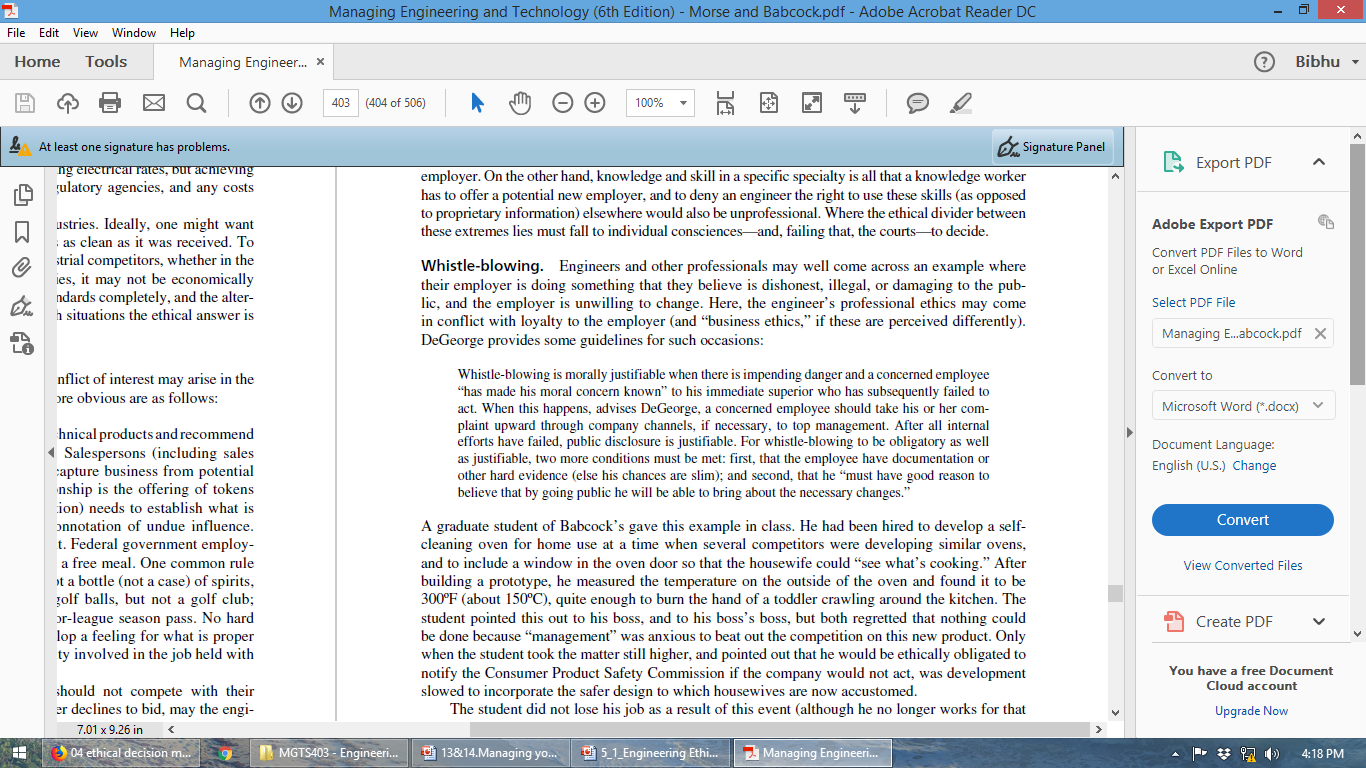 Managing Engineering and Technology (6th Edition) - Morse and Babcock.pdf - Adobe Acrobat Reader DC
File Edit View Window Help
Home Tools Managing Engineer... × Bibhu
403 (404 of 506) 100%
At least one signature has problems. Signature Panel
ng electrical rates, but achieving
gulatory agencies, and any costs
ustries. Ideally, one might want
s as clean as it was received. To
strial competitors, whether in the
ies, it may not be economically
ndards completely, and the alter-
h situations the ethical answer is
nflict of interest may arise in the
ore obvious are as follows:
chnical products and recommend
Salespersons (including sales
capture business from potential
onship is the offering of tokens
tion) needs to establish what is
onnotation of undue influence.
t. Federal government employ-
a free meal. One common rule
pt a bottle (not a case) of spirits,
golf balls, but not a golf club;
or-league season pass. No hard
lop a feeling for what is proper
ty involved in the job held with
should not compete with their
er declines to bid, may the engi-
7.01 x 9.26 in
employer. On the other hand, knowledge and skill in a specific specialty is all that a knowledge worker
has to offer a potential new employer, and to deny an engineer the right to use these skills (as opposed
to proprietary information) elsewhere would also be unprofessional. Where the ethical divider between
these extremes lies must fall to individual consciences—and, failing that, the courts—to decide.
Whistle-blowing. Engineers and other professionals may well come across an example where
their employer is doing something that they believe is dishonest, illegal, or damaging to the pub-
lic, and the employer is unwilling to change. Here, the engineer's professional ethics may come
in conflict with loyalty to the employer (and “business ethics,” if these are perceived differently).
DeGeorge provides some guidelines for such occasions:
Whistle-blowing is morally justifiable when there is impending danger and a concerned employee
“has made his moral concern known” to his immediate superior who has subsequently failed to
act. When this happens, advises DeGeorge, a concerned employee should take his or her com-
plaint upward through company channels, if necessary, to top management. After all internal
efforts have failed, public disclosure is justifiable. For whistle-blowing to be obligatory as well
as justifiable, two more conditions must be met: first, that the employee have documentation or
other hard evidence (else his chances are slim); and second, that he “must have good reason to
believe that by going public he will be able to bring about the necessary changes.”
A graduate student of Babcock's gave this example in class. He had been hired to develop a self-
cleaning oven for home use at a time when several competitors were developing similar ovens,
and to include a window in the oven door so that the housewife could “see what's cooking.” After
building a prototype, he measured the temperature on the outside of the oven and found it to be
300ºF (about 150ºC), quite enough to burn the hand of a toddler crawling around the kitchen. The
student pointed this out to his boss, and to his boss's boss, but both regretted that nothing could
be done because “management” was anxious to beat out the competition on this new product. Only
when the student took the matter still higher, and pointed out that he would be ethically obligated to
notify the Consumer Product Safety Commission if the company would not act, was development
slowed to incorporate the safer design to which housewives are now accustomed.
The student did not lose his job as a result of this event (although he no longer works for that
Export PDF
Adobe Export PDF
Convert PDF Files to Word
or Excel Online
Select PDF File
Managing E...abcock.pdf
Convert to
Microsoft Word (*.docx)
Document Language:
English (U.S.) Change
Convert
View Converted Files
Create PDF
You have a free Document
Cloud account
Upgrade Now
04 ethical decision m... MGTS403 - Engineeri... 13&14.Managing yo... 5_1_Engineering Ethi... Managing Engineeri... 4:18 PM